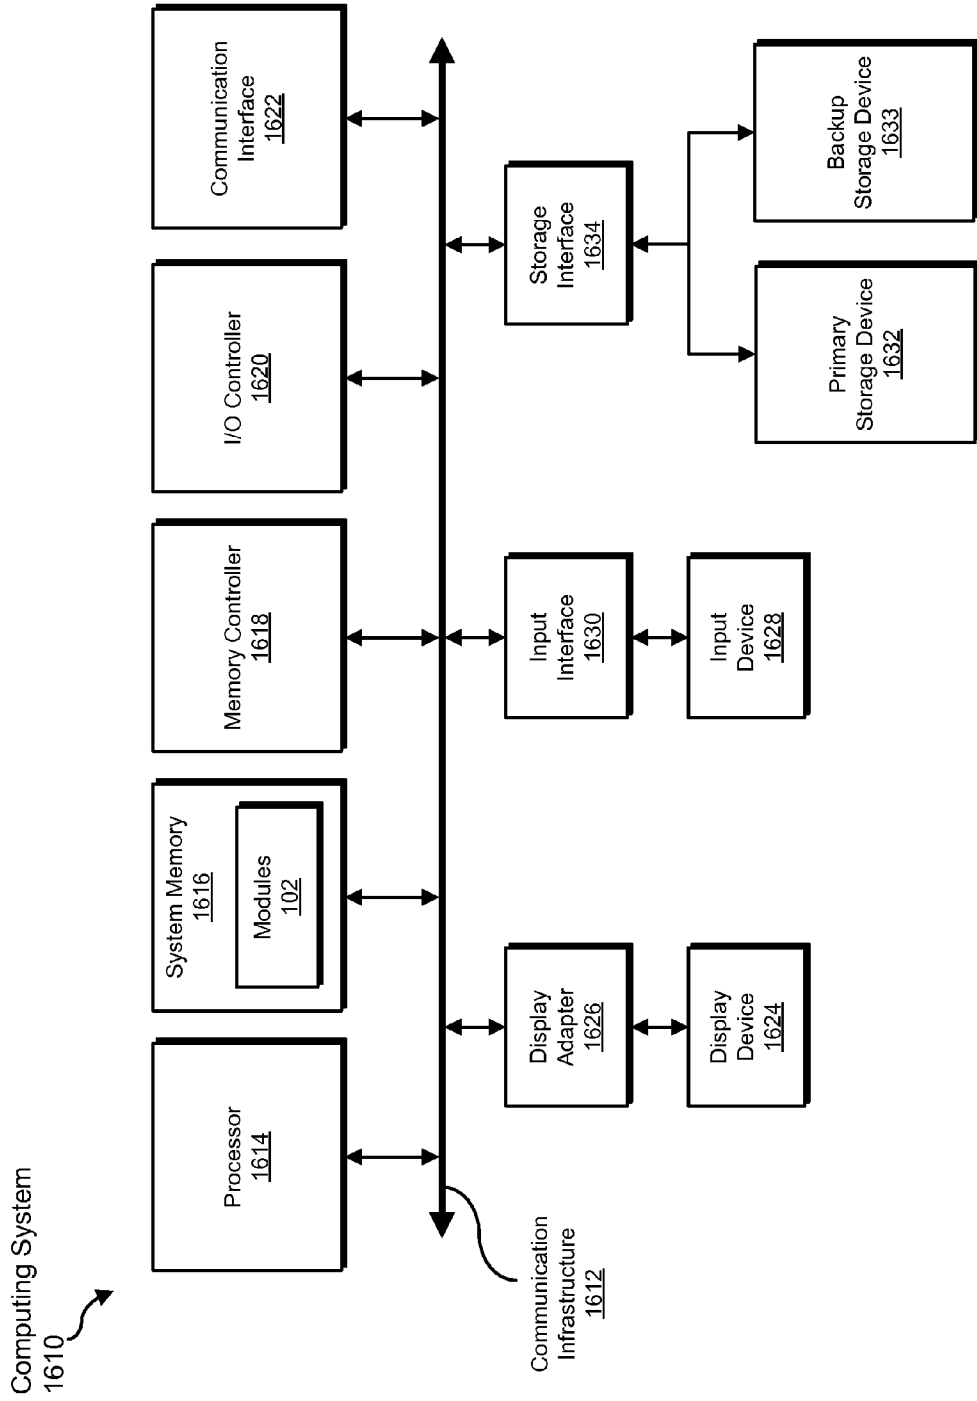 Computing System
1610
Processor
1614
System Memory
1616
Modules
102
Memory Controller
1618
I/O Controller
1620
Communication
Interface
1622
Communication
Infrastructure
1612
Display
Adapter
1626
Input
Interface
1630
Storage
Interface
1634
Display
Device
1624
Input
Device
1628
Primary
Storage Device
1632
Backup
Storage Device
1633